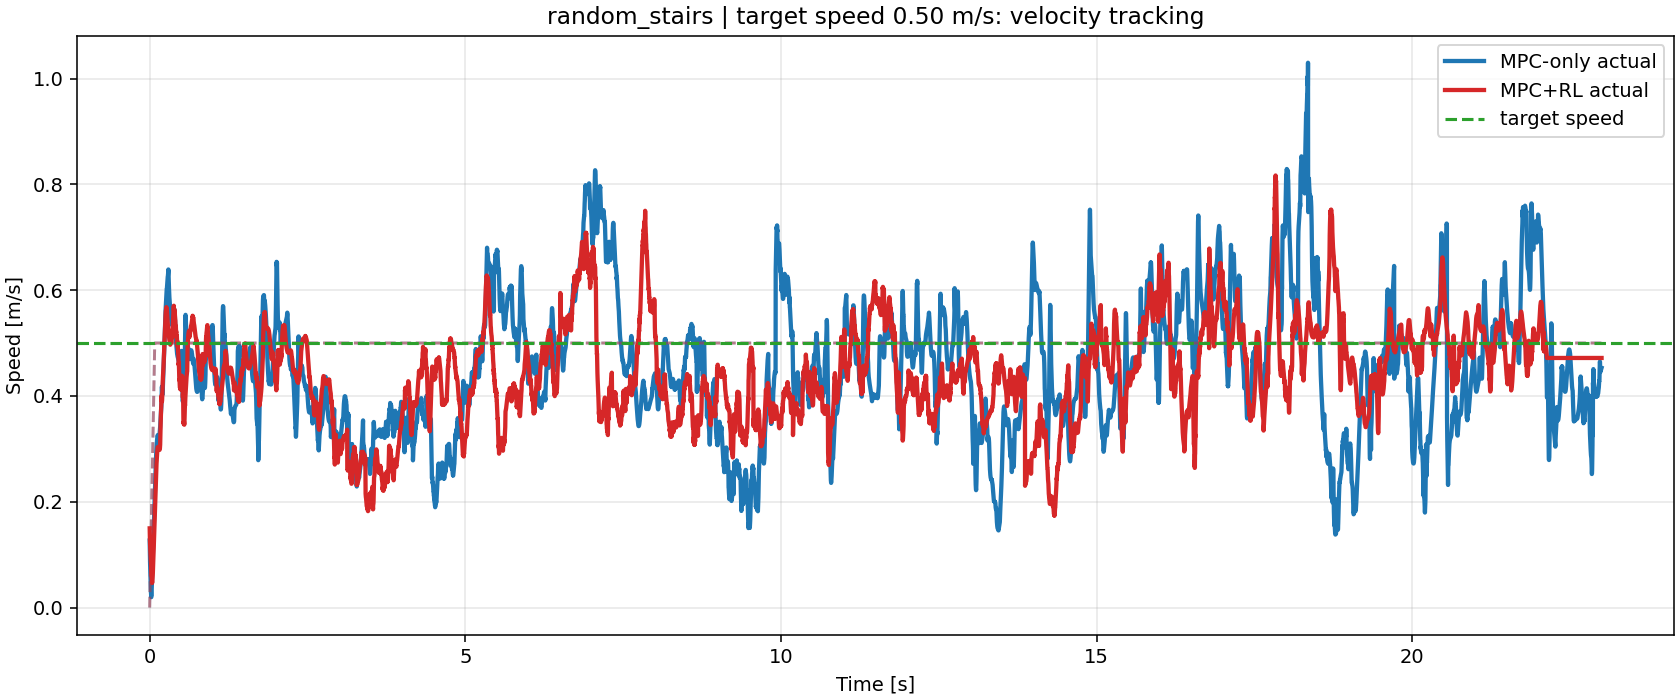 random_stairs | target speed 0.50 m/s: velocity tracking
MPC-only actual
MPC+RL actual
target speed
Speed [m/s]
1.0
0.8
0.6
0.4
0.2
0.0
0
5
10
15
20
Time [s]